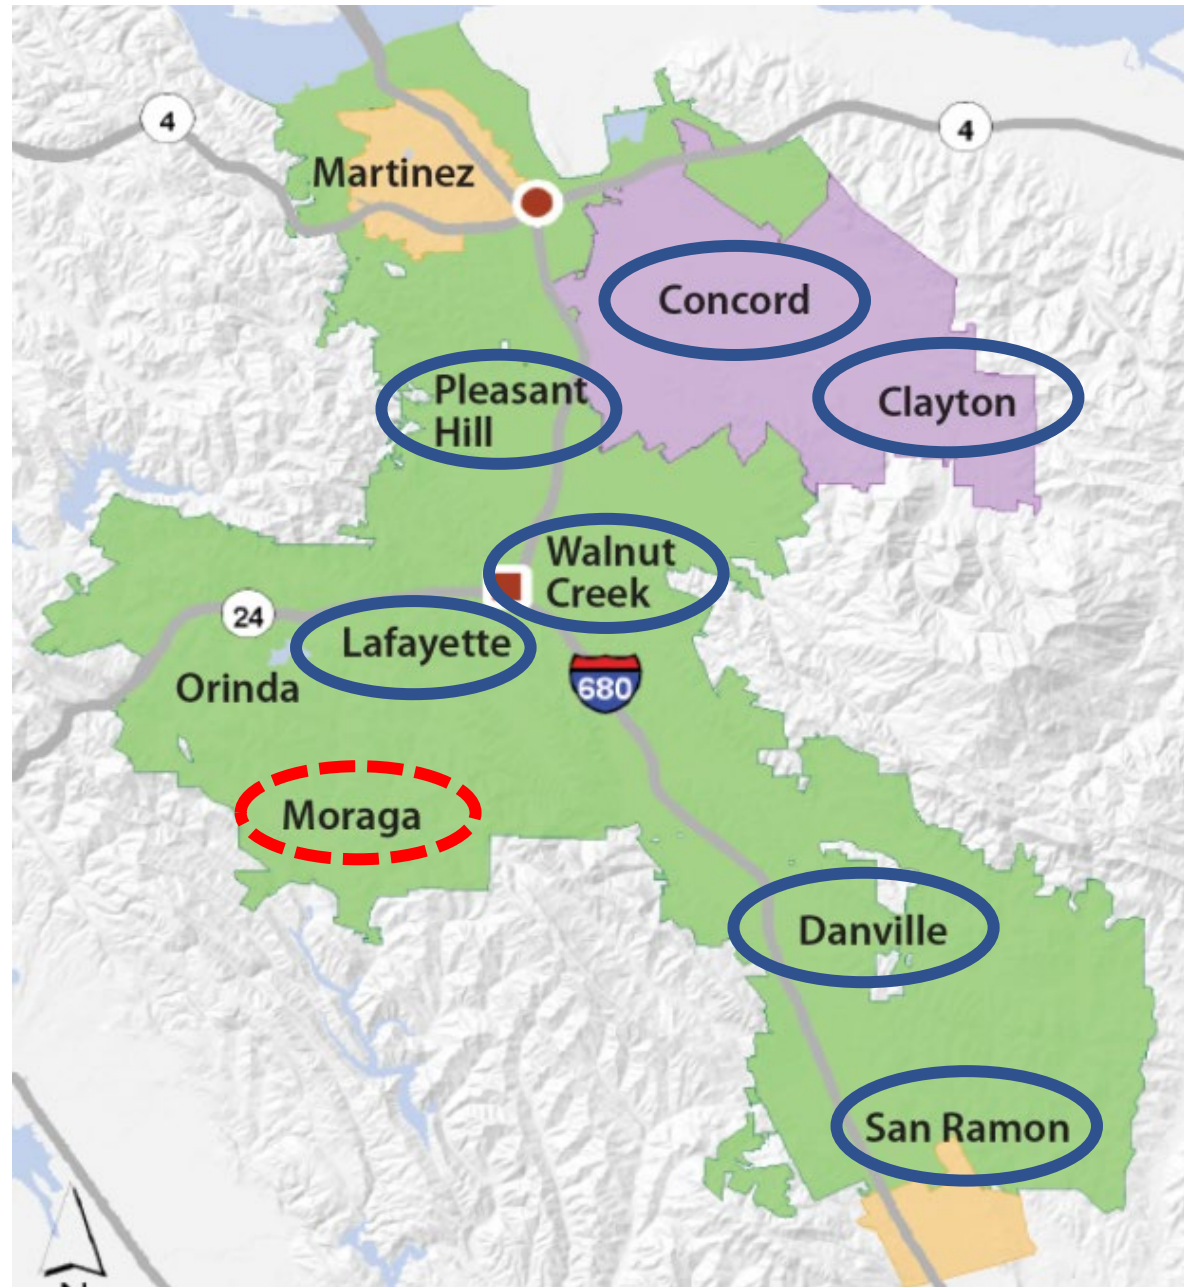 4
4
Martinez
Concord
Pleasant
Hill
Clayton
Walnut
Creek
24
Lafayette
680
Orinda
Moraga
Danville
San Ramon